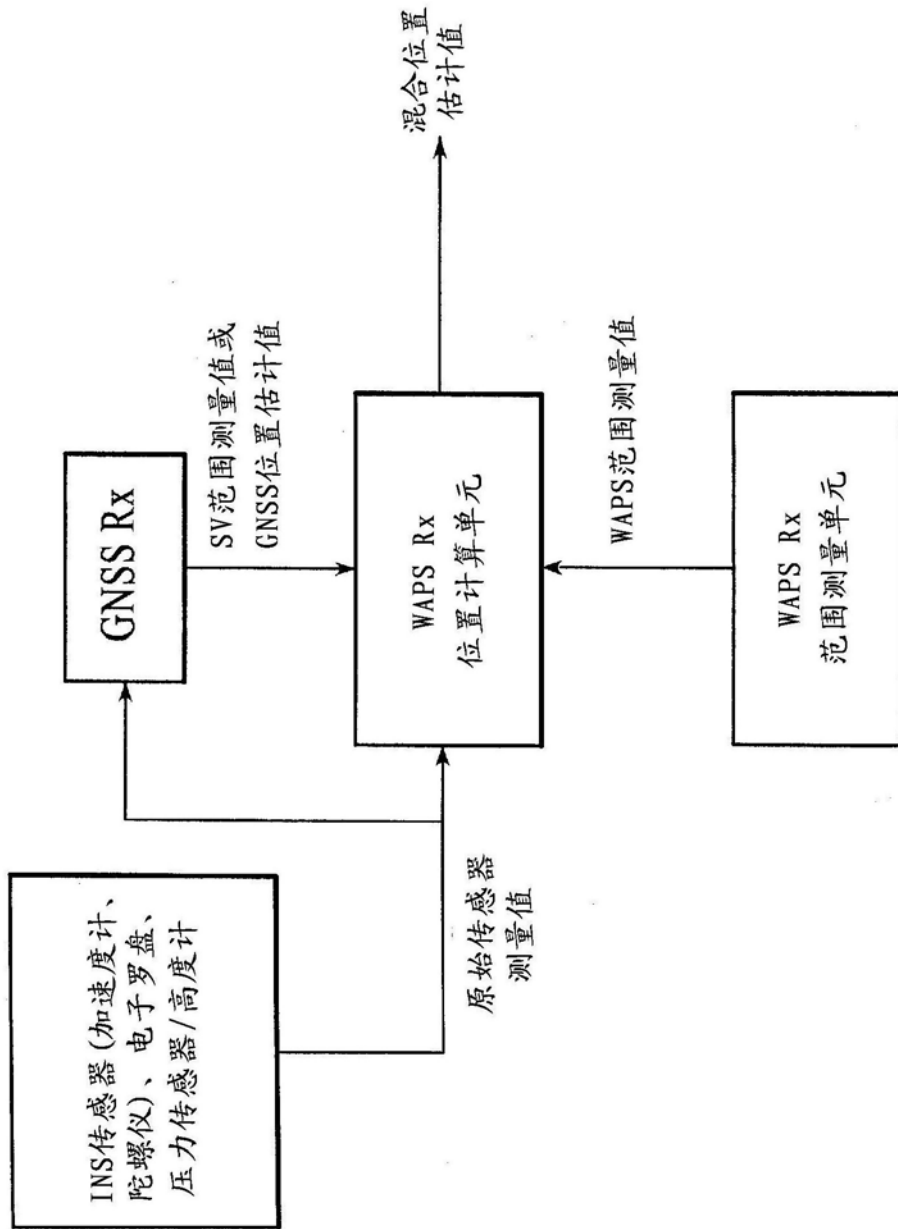 INS传感器(加速度计、
陀螺仪)、电子罗盘、
压力传感器/高度计
原始传感器
测量值
GNSS Rx
SV范围测量值或
GNSS位置估计值
WAPS Rx
位置计算单元
混合位置
估计值
WAPS范围测量值
WAPS Rx
范围测量单元